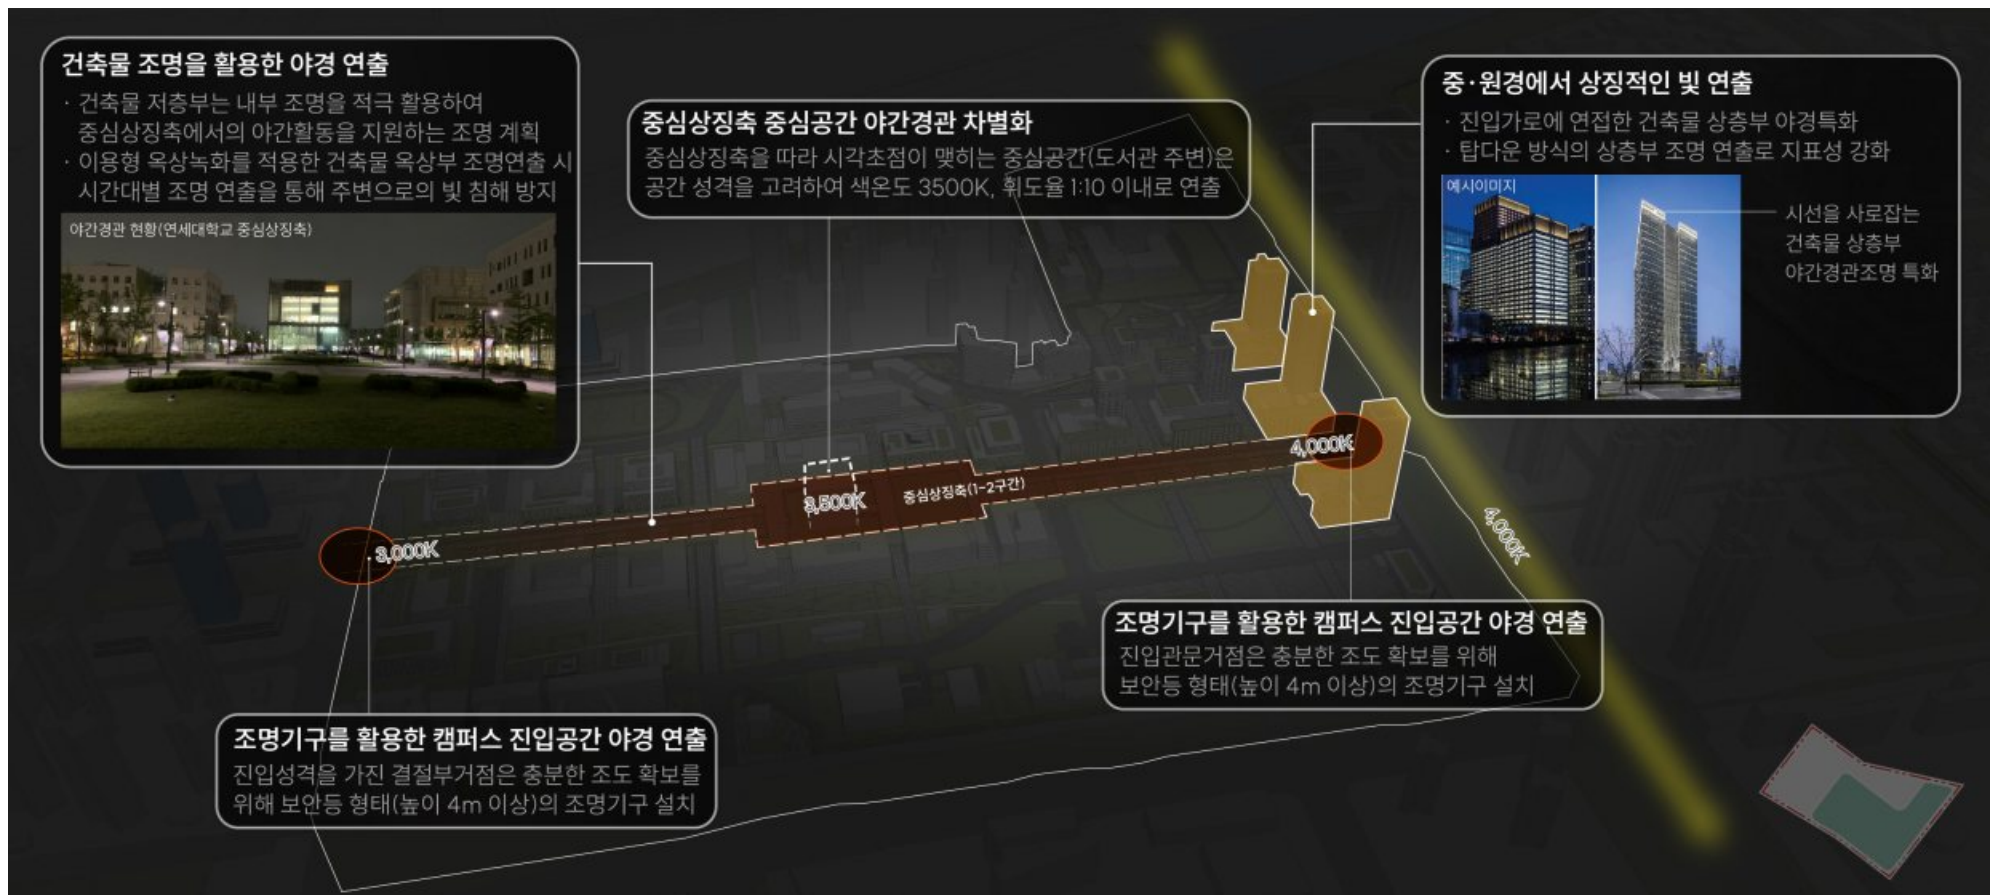 건축물 조명을 활용한 야경 연출
· 건축물 저층부는 내부 조명을 적극 활용하여
중심상징축에서의 야간활동을 지원하는 조명 계획
· 이용형 옥상녹화를 적용한 건축물 옥상부 조명연출 시
시간대별 조명 연출을 통해 주변으로의 빛 침해 방지
야간경관 현황(연세대학교 중심상징축)
중심상징축 중심공간 야간경관 차별화
중심상징축을 따라 시각초점이 맺히는 중심공간(도서관 주변)은
공간 성격을 고려하여 색온도 3500K, 휘도율 1:10 이내로 연출
중·원경에서 상징적인 빛 연출
· 진입가로에 연접한 건축물 상층부 야경특화
· 탑다운 방식의 상층부 조명 연출로 지표성 강화
예시이미지
시선을 사로잡는
건축물 상층부
야간경관조명 특화
4,000K
3,500K
중심상징축(1-2구간)
3,000K
4,000K
조명기구를 활용한 캠퍼스 진입공간 야경 연출
진입관문거점은 충분한 조도 확보를 위해
보안등 형태(높이 4m 이상)의 조명기구 설치
조명기구를 활용한 캠퍼스 진입공간 야경 연출
진입성격을 가진 결절부거점은 충분한 조도 확보를
위해 보안등 형태(높이 4m 이상)의 조명기구 설치